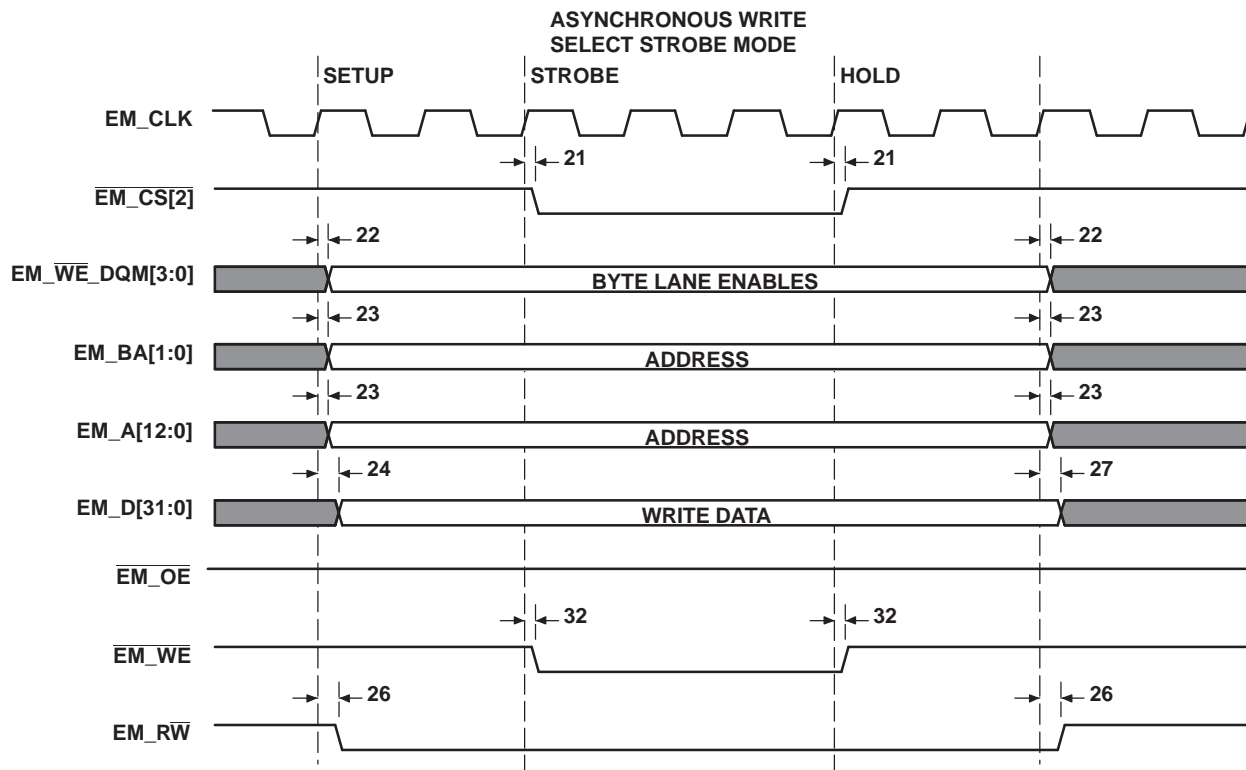 ASYNCHRONOUS WRITE
SELECT STROBE MODE
SETUP STROBE HOLD
EM_CLK
21 21
EM_CS[2]
22 22
EM_WE_DQM[3:0] BYTE LANE ENABLES
23 23
EM_BA[1:0] ADDRESS
23 23
EM_A[12:0] ADDRESS
24 27
EM_D[31:0] WRITE DATA
EM_OE
32 32
EM_WE
26 26
EM_RW